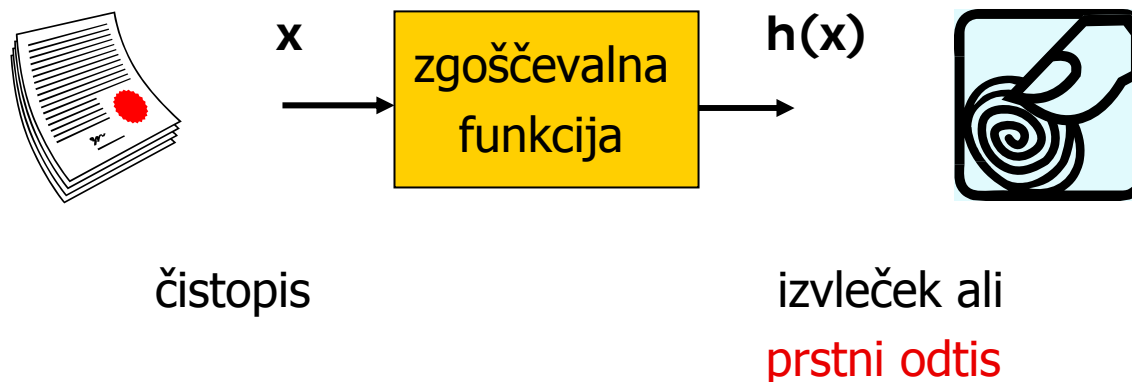 x
zgoščevalna
funkcija
h(x)
čistopis
izvleček ali
prstni odtis